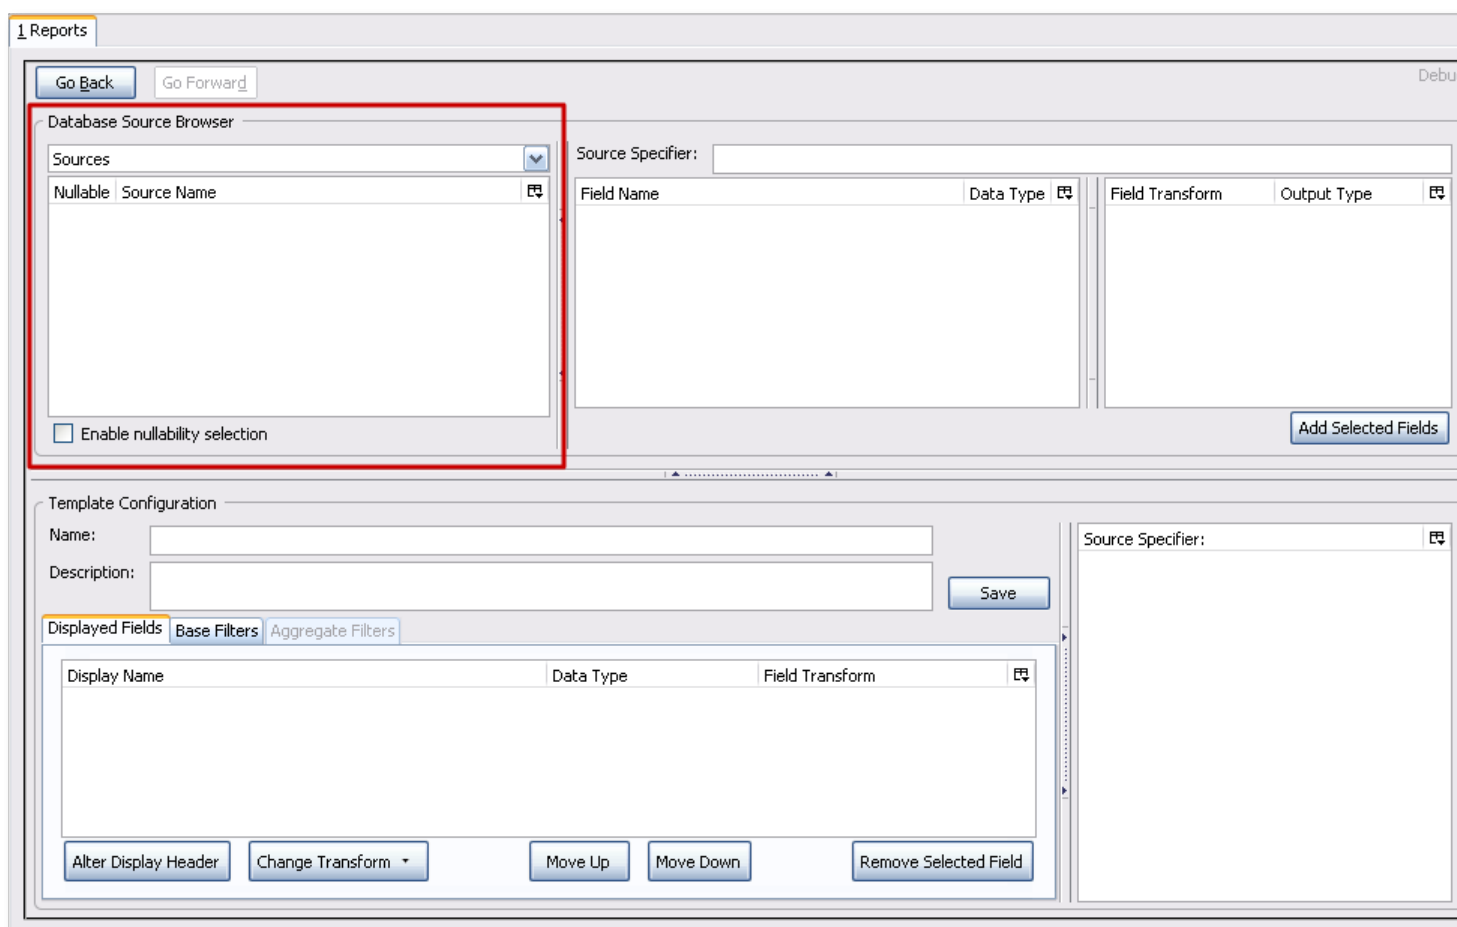 1 Reports
Go Back
Go Forward
Debu
Database Source Browser
Sources
Source Specifier:
Nullable Source Name
Field Name Data Type
Field Transform Output Type
Enable nullability selection
Add Selected Fields
Template Configuration
Name:
Source Specifier:
Description:
Save
Displayed Fields Base Filters Aggregate Filters
Display Name Data Type Field Transform
Alter Display Header Change Transform Move Up Move Down Remove Selected Field